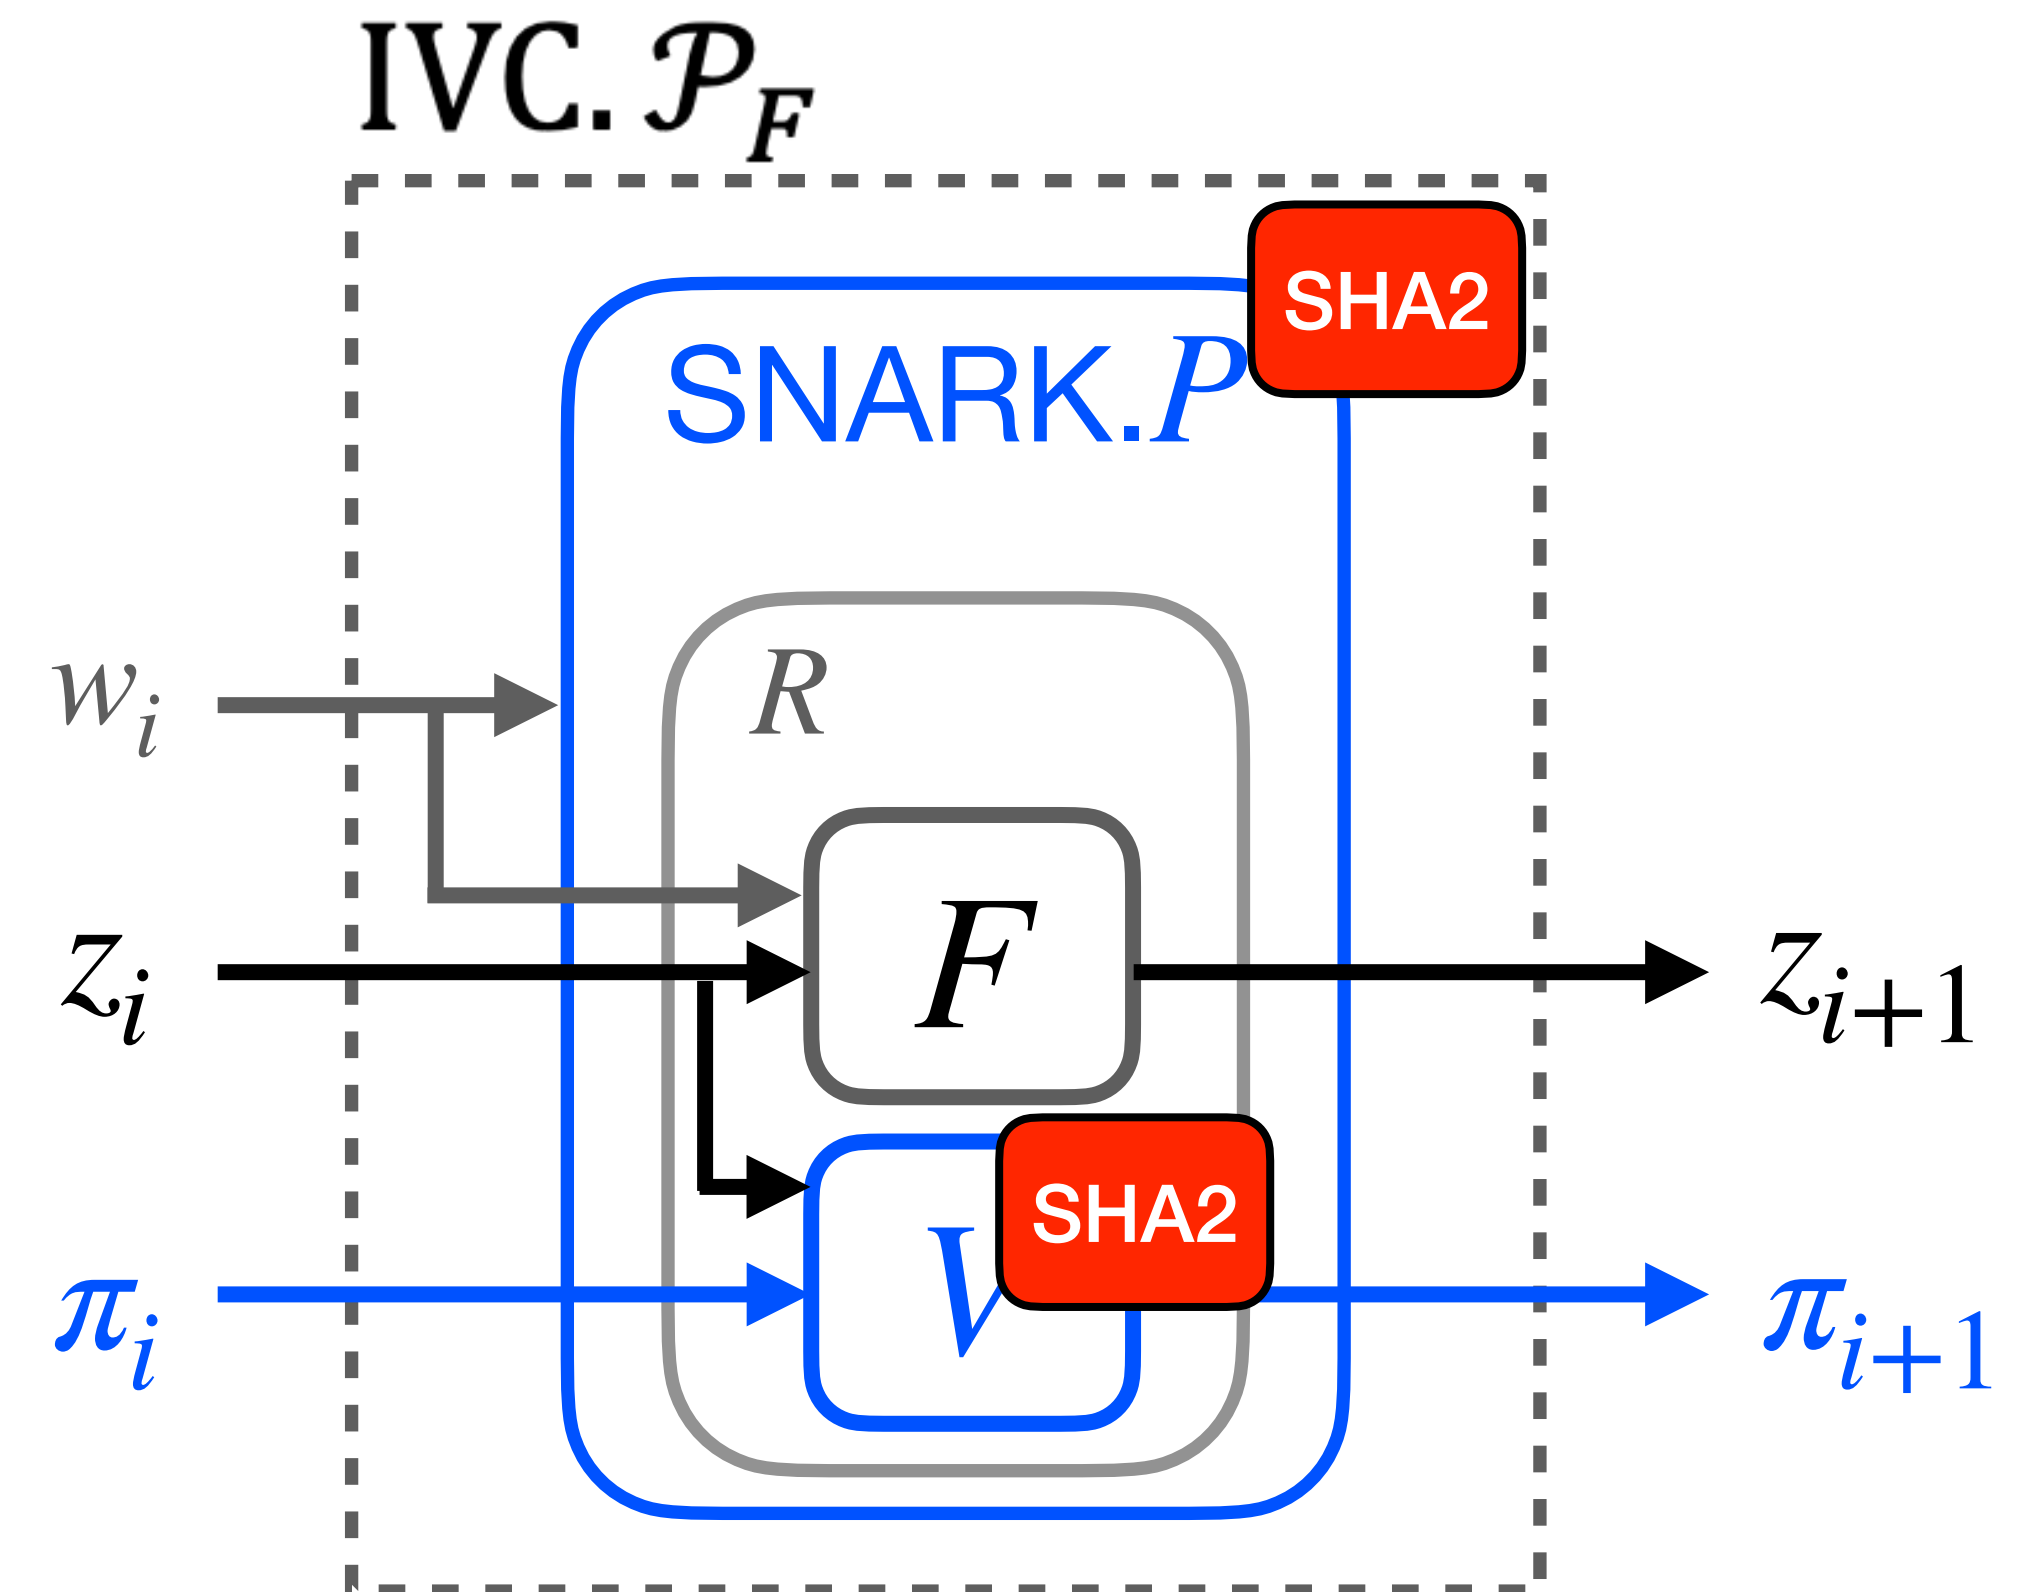 IVC.𝒫_F
SHA2
SNARK.P
R
w_i
F
z_i
z_{i+1}
SHA2
V
π_i
π_{i+1}